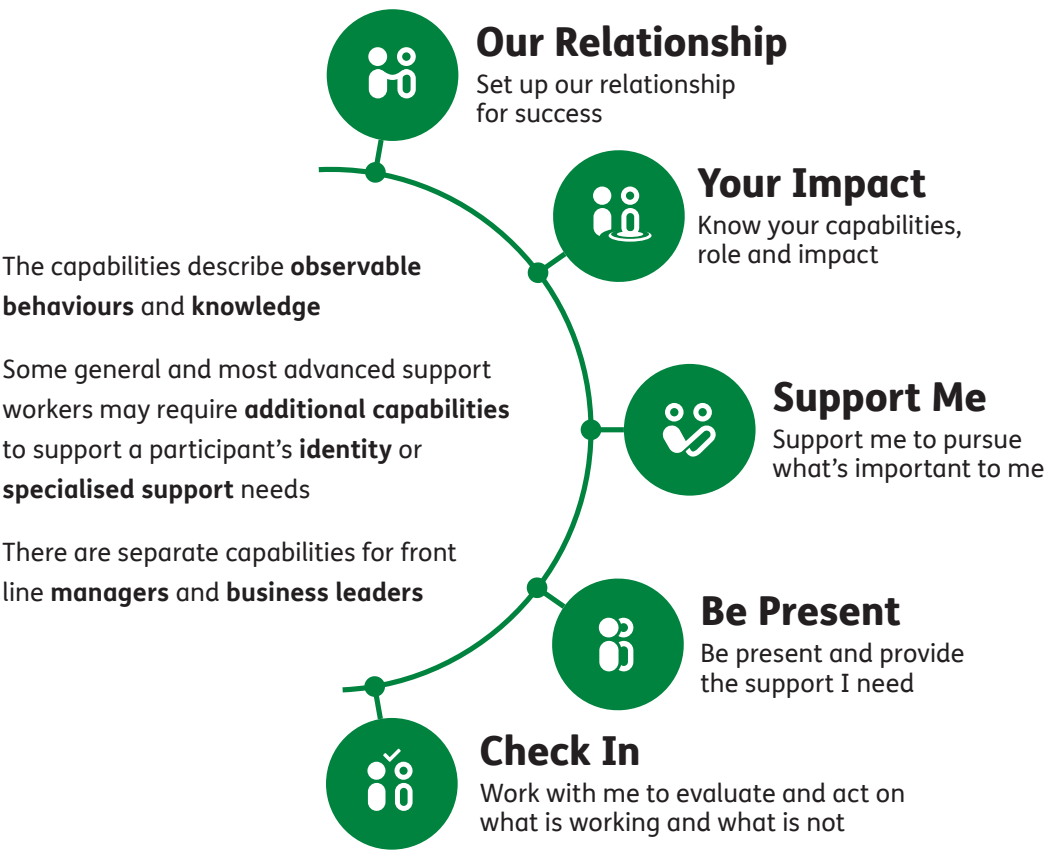 Our Relationship
Set up our relationship
for success
Your Impact
Know your capabilities,
role and impact
The capabilities describe observable
behaviours and knowledge
Some general and most advanced support
workers may require additional capabilities
to support a participant’s identity or
specialised support needs
There are separate capabilities for front
line managers and business leaders
Support Me
Support me to pursue
what’s important to me
Be Present
Be present and provide
the support I need
Check In
Work with me to evaluate and act on
what is working and what is not